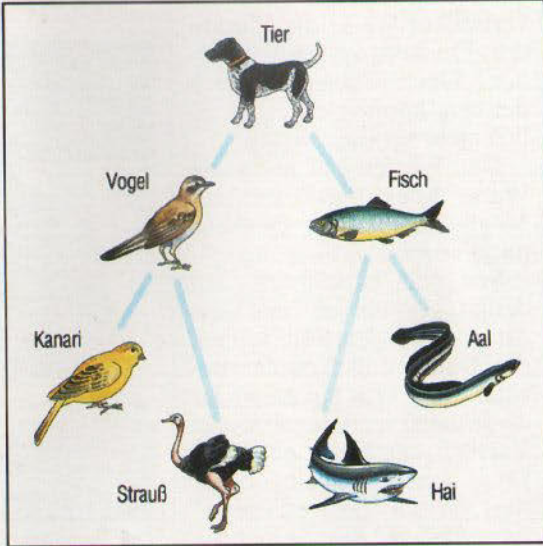 Tier
Vogel
Fisch
Kanari
Aal
Strauß
Hai